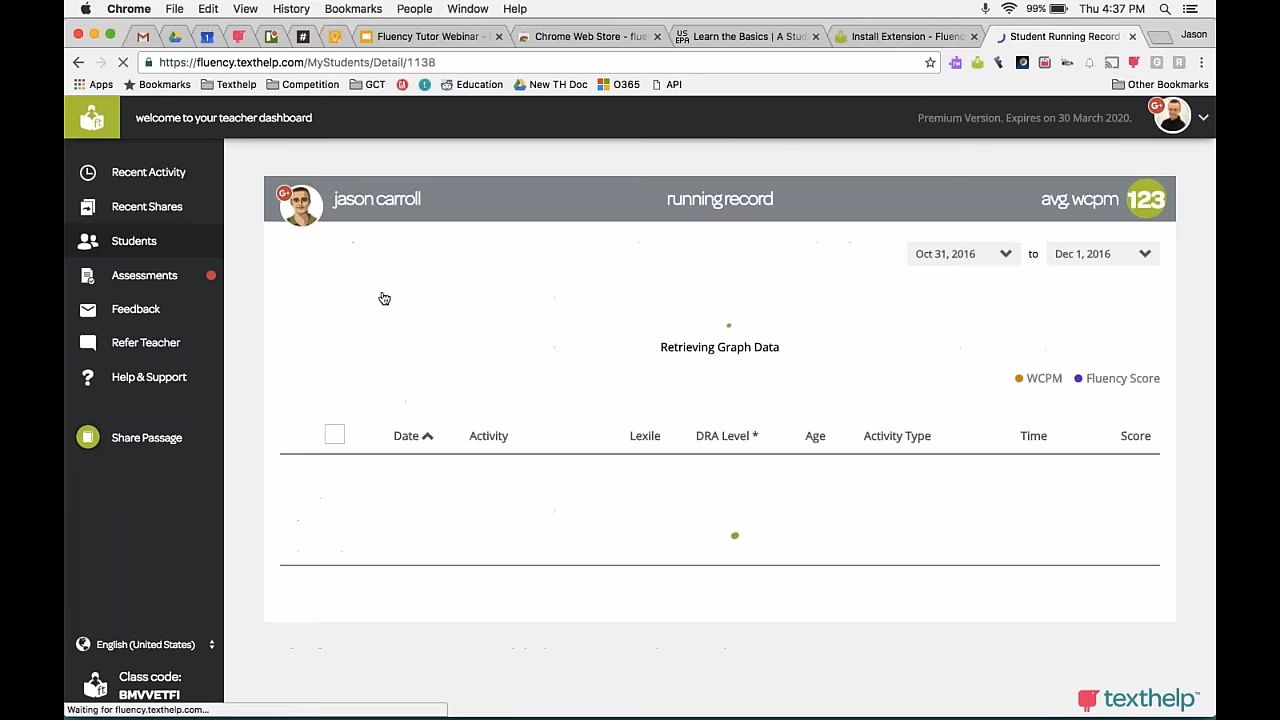 Chrome File Edit View History Bookmarks People Window Help 99% Thu 4:37 PM
Fluency Tutor Webinar - Chrome Web Store - flue Learn the Basics | A Stud Install Extension - Fluenc Student Running Record Jason
https://fluency.texthelp.com/MyStudents/Detail/1138
Apps Bookmarks Texthelp Competition GCT Education New TH Doc O365 API Other Bookmarks
welcome to your teacher dashboard Premium Version. Expires on 30 March 2020.
Recent Activity
Recent Shares
Students
Assessments
Feedback
Refer Teacher
Help & Support
Share Passage
English (United States)
Class code:
BMVVETFI
Waiting for fluency.texthelp.com...
jason carroll running record avg. wcpm 123
Oct 31, 2016 to Dec 1, 2016
Retrieving Graph Data
WCPM Fluency Score
Date Activity Lexile DRA Level * Age Activity Type Time Score
texthelp™